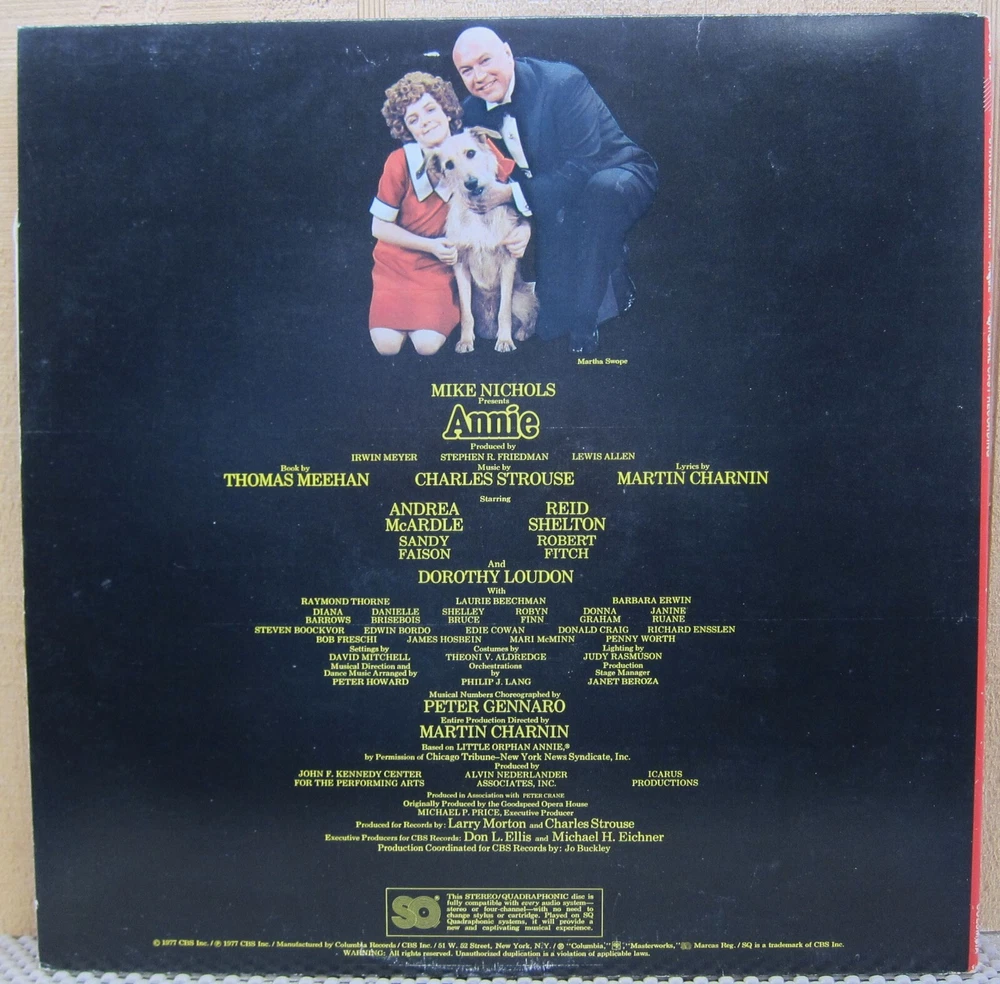 Martha Swope
MIKE NICHOLS
Presents
Annie
Produced by
IRWIN MEYER STEPHEN R. FRIEDMAN LEWIS ALLEN
Book by Music by Lyrics by
THOMAS MEEHAN CHARLES STROUSE MARTIN CHARNIN
Starring
ANDREA REID
McARDLE SHELTON
SANDY ROBERT
FAISON FITCH
And
DOROTHY LOUDON
With
RAYMOND THORNE LAURIE BEECHMAN BARBARA ERWIN
DIANA DANIELLE SHELLEY ROBYN DONNA JANINE
BARROWS BRISEBOIS BRUCE FINN GRAHAM RUANE
STEVEN BOOCKVOR EDWIN BORDO EDIE COWAN DONALD CRAIG RICHARD ENSSLEN
BOB FRESCHI JAMES HOSBEIN MARI McMINN PENNY WORTH
Settings by Costumes by Lighting by
DAVID MITCHELL THEONI V. ALDREDGE JUDY RASMUSON
Musical Direction and Orchestrations Production
Dance Music Arranged by by Stage Manager
PETER HOWARD PHILIP J. LANG JANET BEROZA
Musical Numbers Choreographed by
PETER GENNARO
Entire Production Directed by
MARTIN CHARNIN
Based on LITTLE ORPHAN ANNIE,®
by Permission of Chicago Tribune–New York News Syndicate, Inc.
Produced by
JOHN F. KENNEDY CENTER ALVIN NEDERLANDER ICARUS
FOR THE PERFORMING ARTS ASSOCIATES, INC. PRODUCTIONS
Produced in Association with PETER CRANE
Originally Produced by the Goodspeed Opera House
MICHAEL P. PRICE, Executive Producer
Produced for Records by: Larry Morton and Charles Strouse
Executive Producers for CBS Records: Don L. Ellis and Michael H. Eichner
Production Coordinated for CBS Records by: Jo Buckley
SQ®
This STEREO/QUADRAPHONIC disc is
fully compatible with every audio system—
stereo or four-channel—with no need to
change stylus or cartridge. Played on SQ
Quadraphonic systems, it will provide a
new and captivating musical experience.
© 1977 CBS Inc. / ℗ 1977 CBS Inc. / Manufactured by Columbia Records / CBS Inc. / 51 W. 52 Street, New York, N.Y. / ® "Columbia," "Masterworks," Marcas Reg. / SQ is a trademark of CBS Inc.
WARNING: All rights reserved. Unauthorized duplication is a violation of applicable laws.